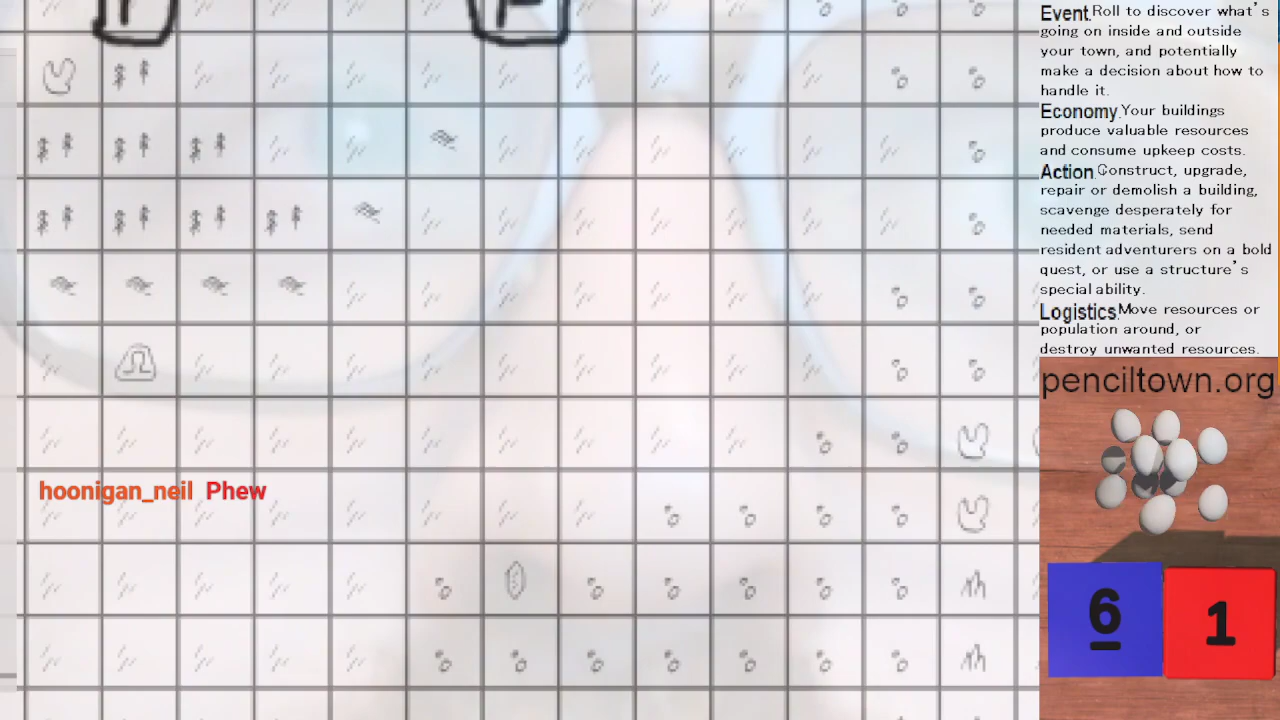 Event.Roll to discover what's
going on inside and outside
your town, and potentially
make a decision about how to
handle it.
Economy.Your buildings
produce valuable resources
and consume upkeep costs.
Action.Construct, upgrade,
repair or demolish a building,
scavenge desperately for
needed materials, send
resident adventurers on a bold
quest, or use a structure's
special ability.
Logistics.Move resources or
population around, or
destroy unwanted resources.
penciltown.org
hoonigan_neil Phew
6 1